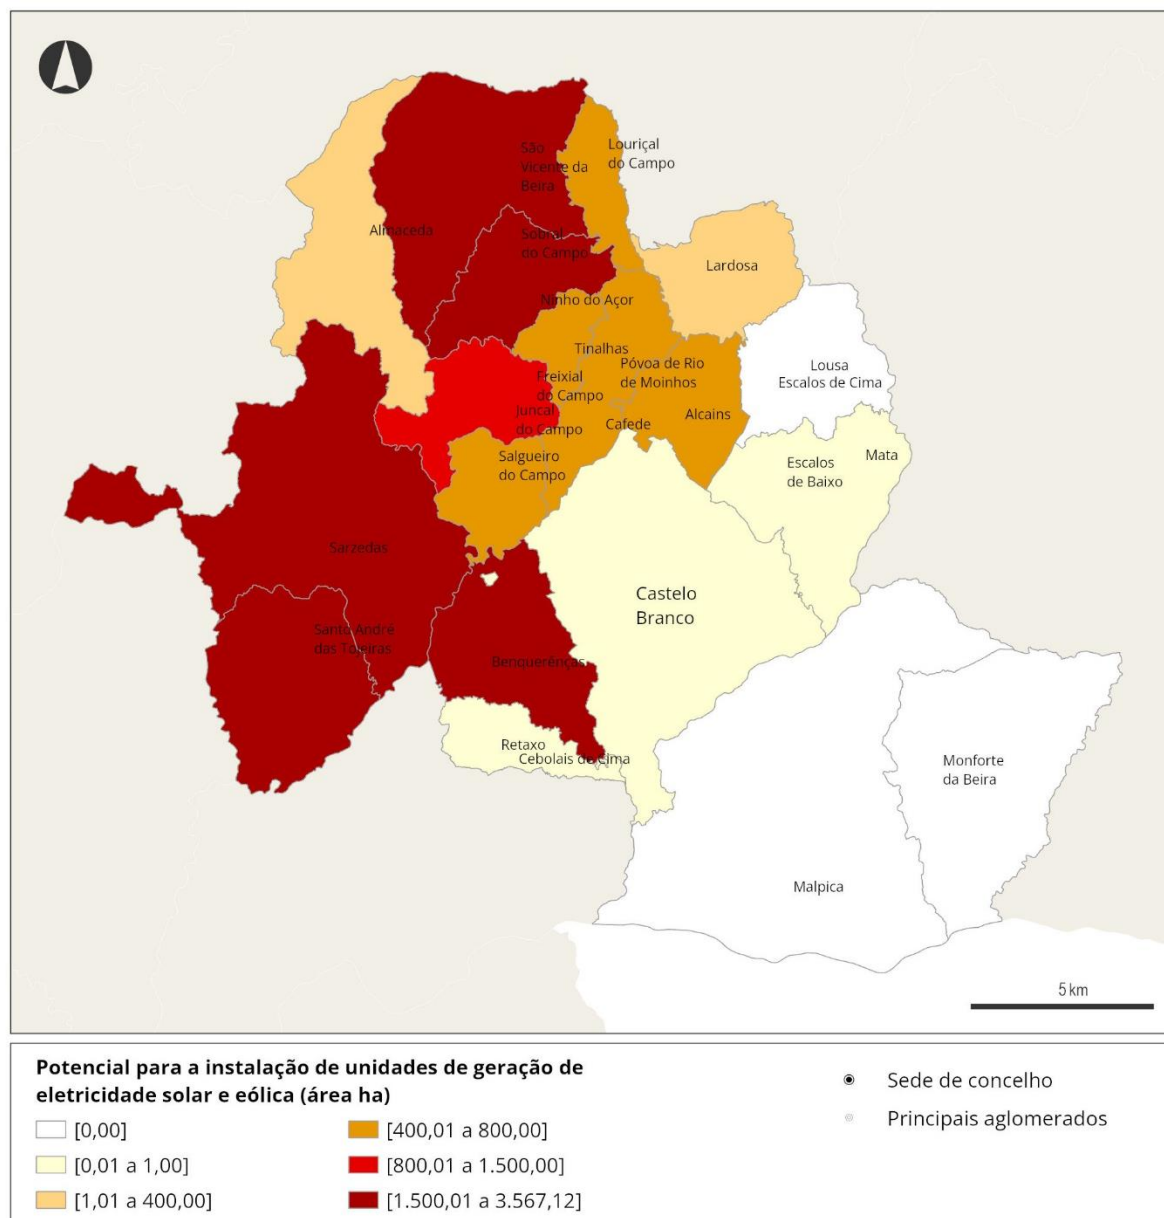 São
Vicente da
Beira
Louriçal
do Campo
Almaceda
Sobral
do Campo
Lardosa
Ninho do Açor
Tinalhas
Póvoa de Rio
de Moinhos
Lousa
Escalos de Cima
Freixial
do Campo
Juncal
do Campo
Cafede
Alcains
Salgueiro
do Campo
Escalos
de Baixo
Mata
Sarzedas
Castelo
Branco
Santo André
das Tojeiras
Benquerênças
Retaxo
Cebolais de Cima
Monforte
da Beira
Malpica
5 km
Potencial para a instalação de unidades de geração de
eletricidade solar e eólica (área ha)
[0,00]
[0,01 a 1,00]
[1,01 a 400,00]
[400,01 a 800,00]
[800,01 a 1.500,00]
[1.500,01 a 3.567,12]
Sede de concelho
Principais aglomerados